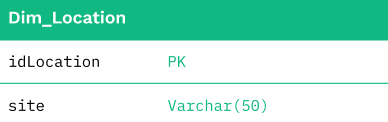 Dim_Location
idLocation PK
site Varchar(50)